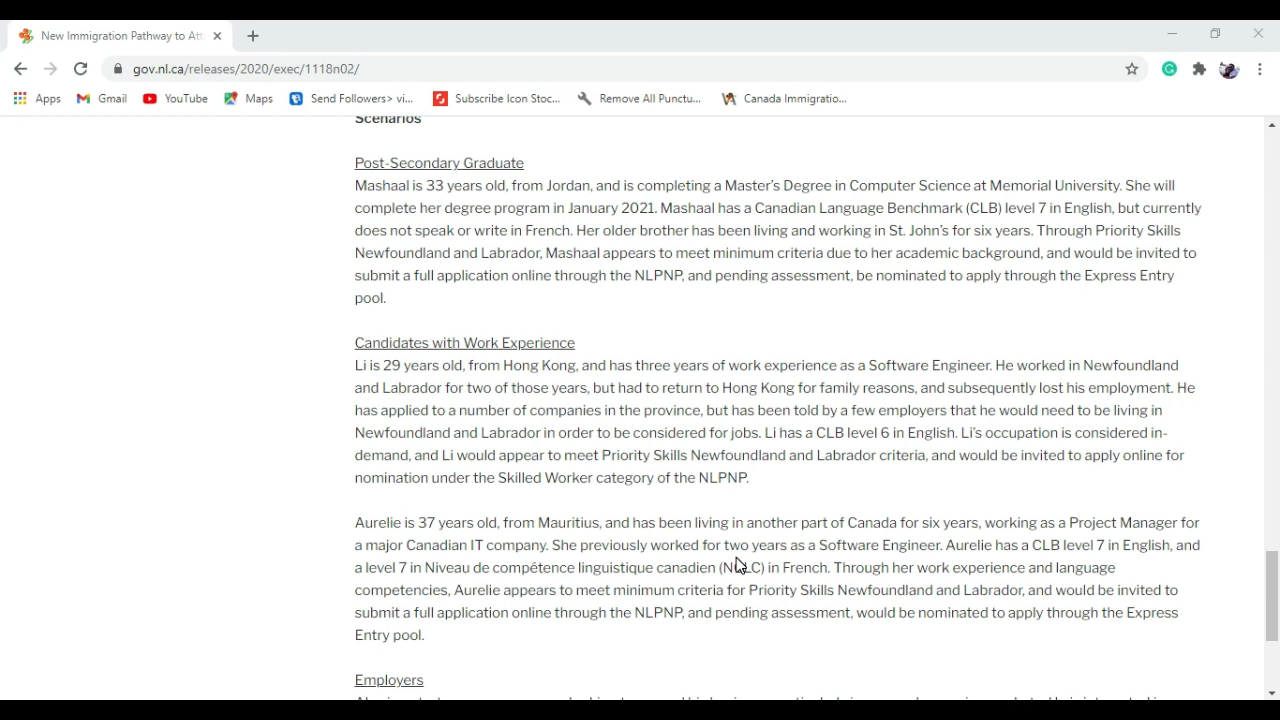 New Immigration Pathway to Att
gov.nl.ca/releases/2020/exec/1118n02/
Apps Gmail YouTube Maps Send Followers> vi... Subscribe Icon Stoc... Remove All Punctu... Canada Immigratio...
Scenarios
Post-Secondary Graduate
Mashaal is 33 years old, from Jordan, and is completing a Master's Degree in Computer Science at Memorial University. She will
complete her degree program in January 2021. Mashaal has a Canadian Language Benchmark (CLB) level 7 in English, but currently
does not speak or write in French. Her older brother has been living and working in St. John's for six years. Through Priority Skills
Newfoundland and Labrador, Mashaal appears to meet minimum criteria due to her academic background, and would be invited to
submit a full application online through the NLPNP, and pending assessment, be nominated to apply through the Express Entry
pool.
Candidates with Work Experience
Li is 29 years old, from Hong Kong, and has three years of work experience as a Software Engineer. He worked in Newfoundland
and Labrador for two of those years, but had to return to Hong Kong for family reasons, and subsequently lost his employment. He
has applied to a number of companies in the province, but has been told by a few employers that he would need to be living in
Newfoundland and Labrador in order to be considered for jobs. Li has a CLB level 6 in English. Li's occupation is considered in-
demand, and Li would appear to meet Priority Skills Newfoundland and Labrador criteria, and would be invited to apply online for
nomination under the Skilled Worker category of the NLPNP.
Aurelie is 37 years old, from Mauritius, and has been living in another part of Canada for six years, working as a Project Manager for
a major Canadian IT company. She previously worked for two years as a Software Engineer. Aurelie has a CLB level 7 in English, and
a level 7 in Niveau de compétence linguistique canadien (NCLC) in French. Through her work experience and language
competencies, Aurelie appears to meet minimum criteria for Priority Skills Newfoundland and Labrador, and would be invited to
submit a full application online through the NLPNP, and pending assessment, would be nominated to apply through the Express
Entry pool.
Employers